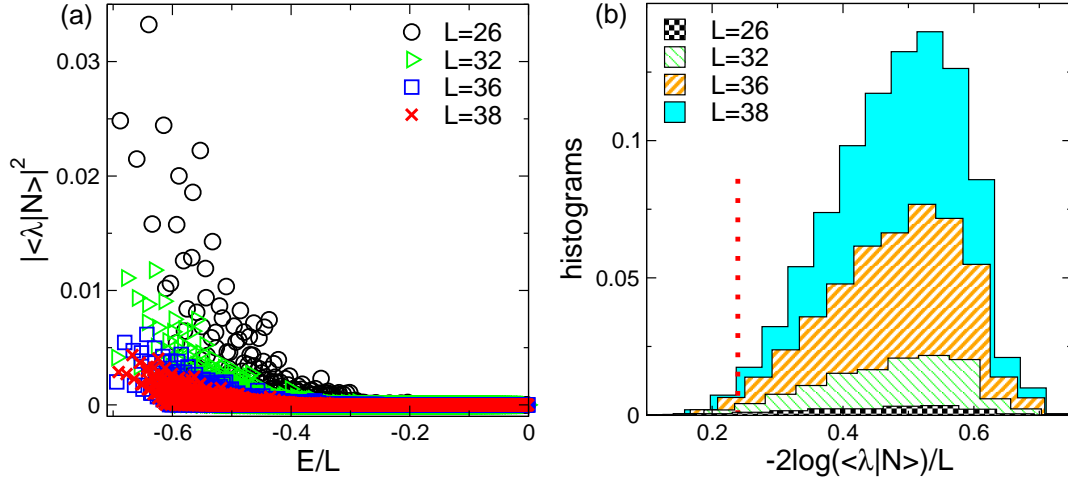 (a)
L=26
L=32
L=36
L=38
|<λ|N>|²
0.03
0.02
0.01
0
-0.6
-0.4
-0.2
0
E/L
(b)
L=26
L=32
L=36
L=38
histograms
0.1
0.05
0
0.2
0.4
0.6
-2log(<λ|N>)/L